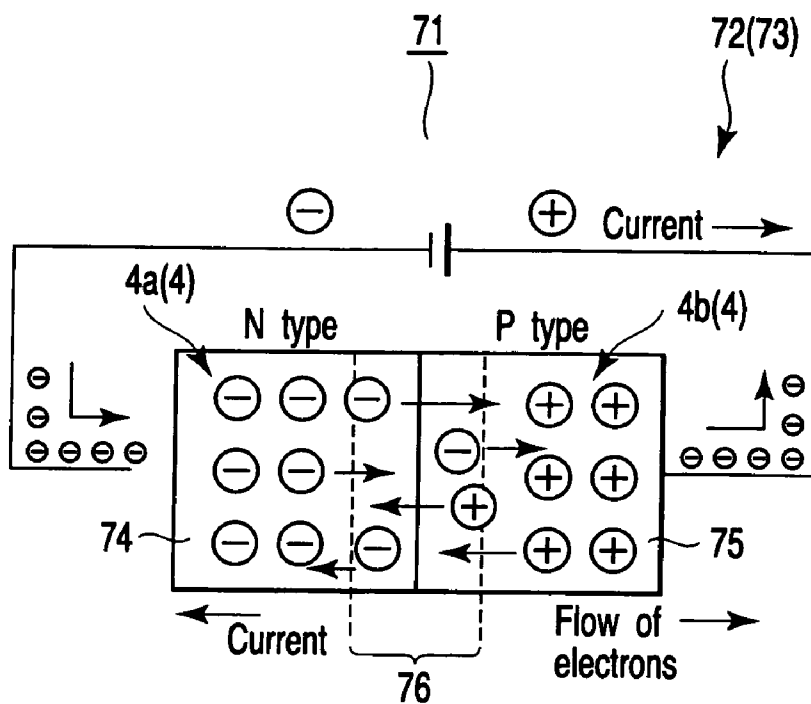 71
72(73)
Current
4a(4)
N type
P type
4b(4)
74
75
Current
76
Flow of
electrons